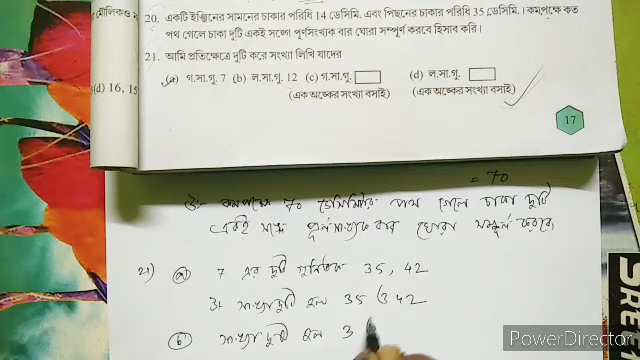 মৌলিক ও
20. একটি ইঞ্জিনের সামনের চাকার পরিধি 14 ডেসিমি. এবং পিছনের চাকার পরিধি 35 ডেসিমি.। কমপক্ষে কত
পথ গেলে চাকা দুটি একই সঙ্গে পূর্ণসংখ্যক বার ঘোরা সম্পূর্ণ করবে হিসাব করি।
21. আমি প্রতিক্ষেত্রে দুটি করে সংখ্যা লিখি যাদের
(d) 16, 15
(a) গ.সা.গু. 7 (b) ল.সা.গু. 12 (c) গ.সা.গু. (d) ল.সা.গু.
(এক অঙ্কের সংখ্যা বসাই) (এক অঙ্কের সংখ্যা বসাই)
17
= 70
উঃ- কমপক্ষে 70 ডেসিমিটার পথ গেলে চাকা দুটি
একই সঙ্গে পূর্ণসংখ্যক বার ঘোরা সম্পূর্ণ করবে
২১) (a) 7 এর দুটি গুণিতক 35, 42
উঃ সংখ্যাদুটি হল 35 ও 42
(b) সংখ্যা দুটি হল 3
PowerDirector